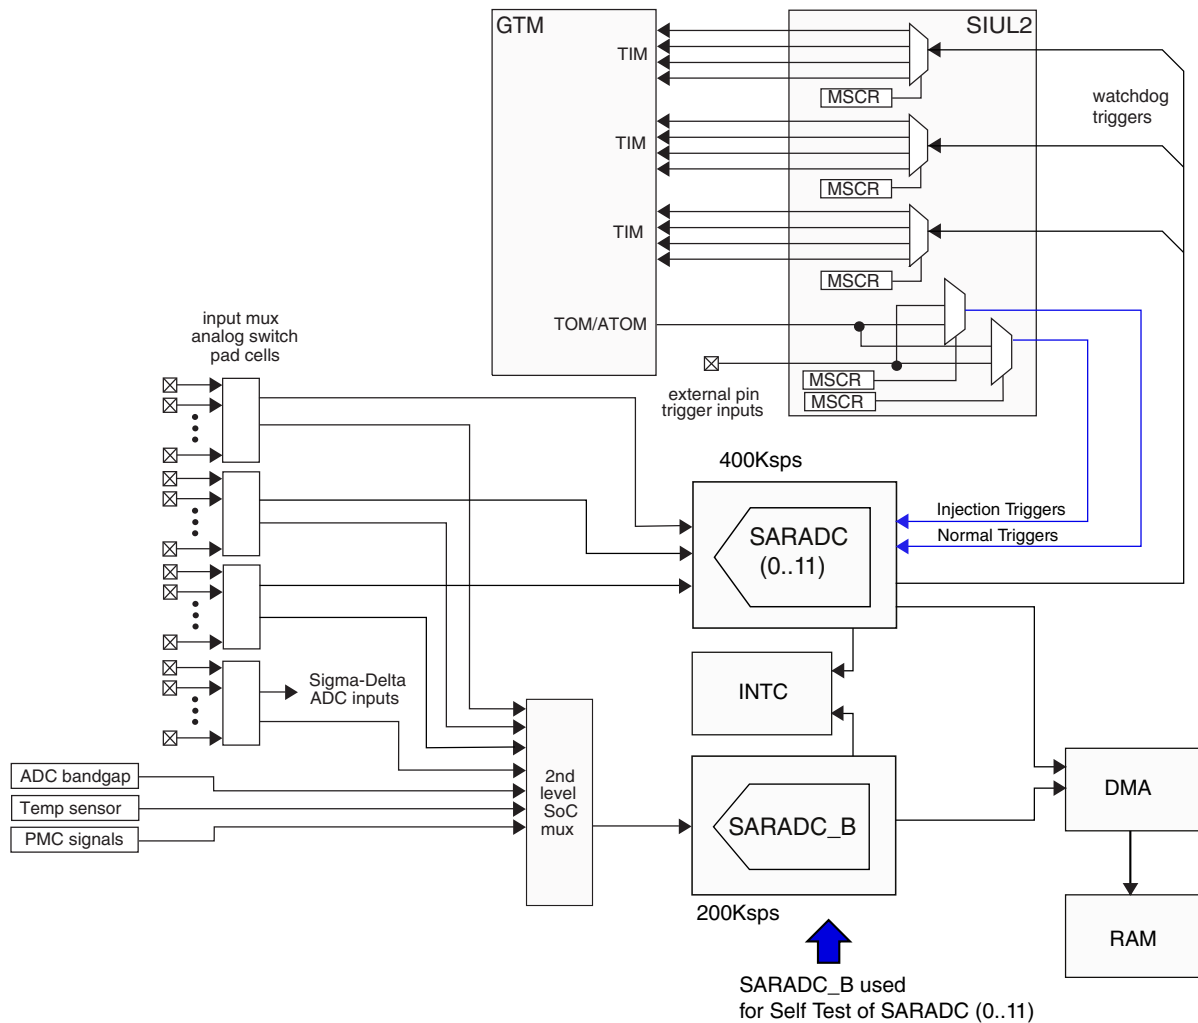 GTM
SIUL2
TIM
MSCR
watchdog
triggers
TIM
MSCR
TIM
MSCR
TOM/ATOM
input mux
analog switch
pad cells
external pin
trigger inputs
MSCR
MSCR
400Ksps
SARADC
(0..11)
Injection Triggers
Normal Triggers
Sigma-Delta
ADC inputs
INTC
ADC bandgap
Temp sensor
PMC signals
2nd
level
SoC
mux
SARADC_B
DMA
200Ksps
RAM
SARADC_B used
for Self Test of SARADC (0..11)